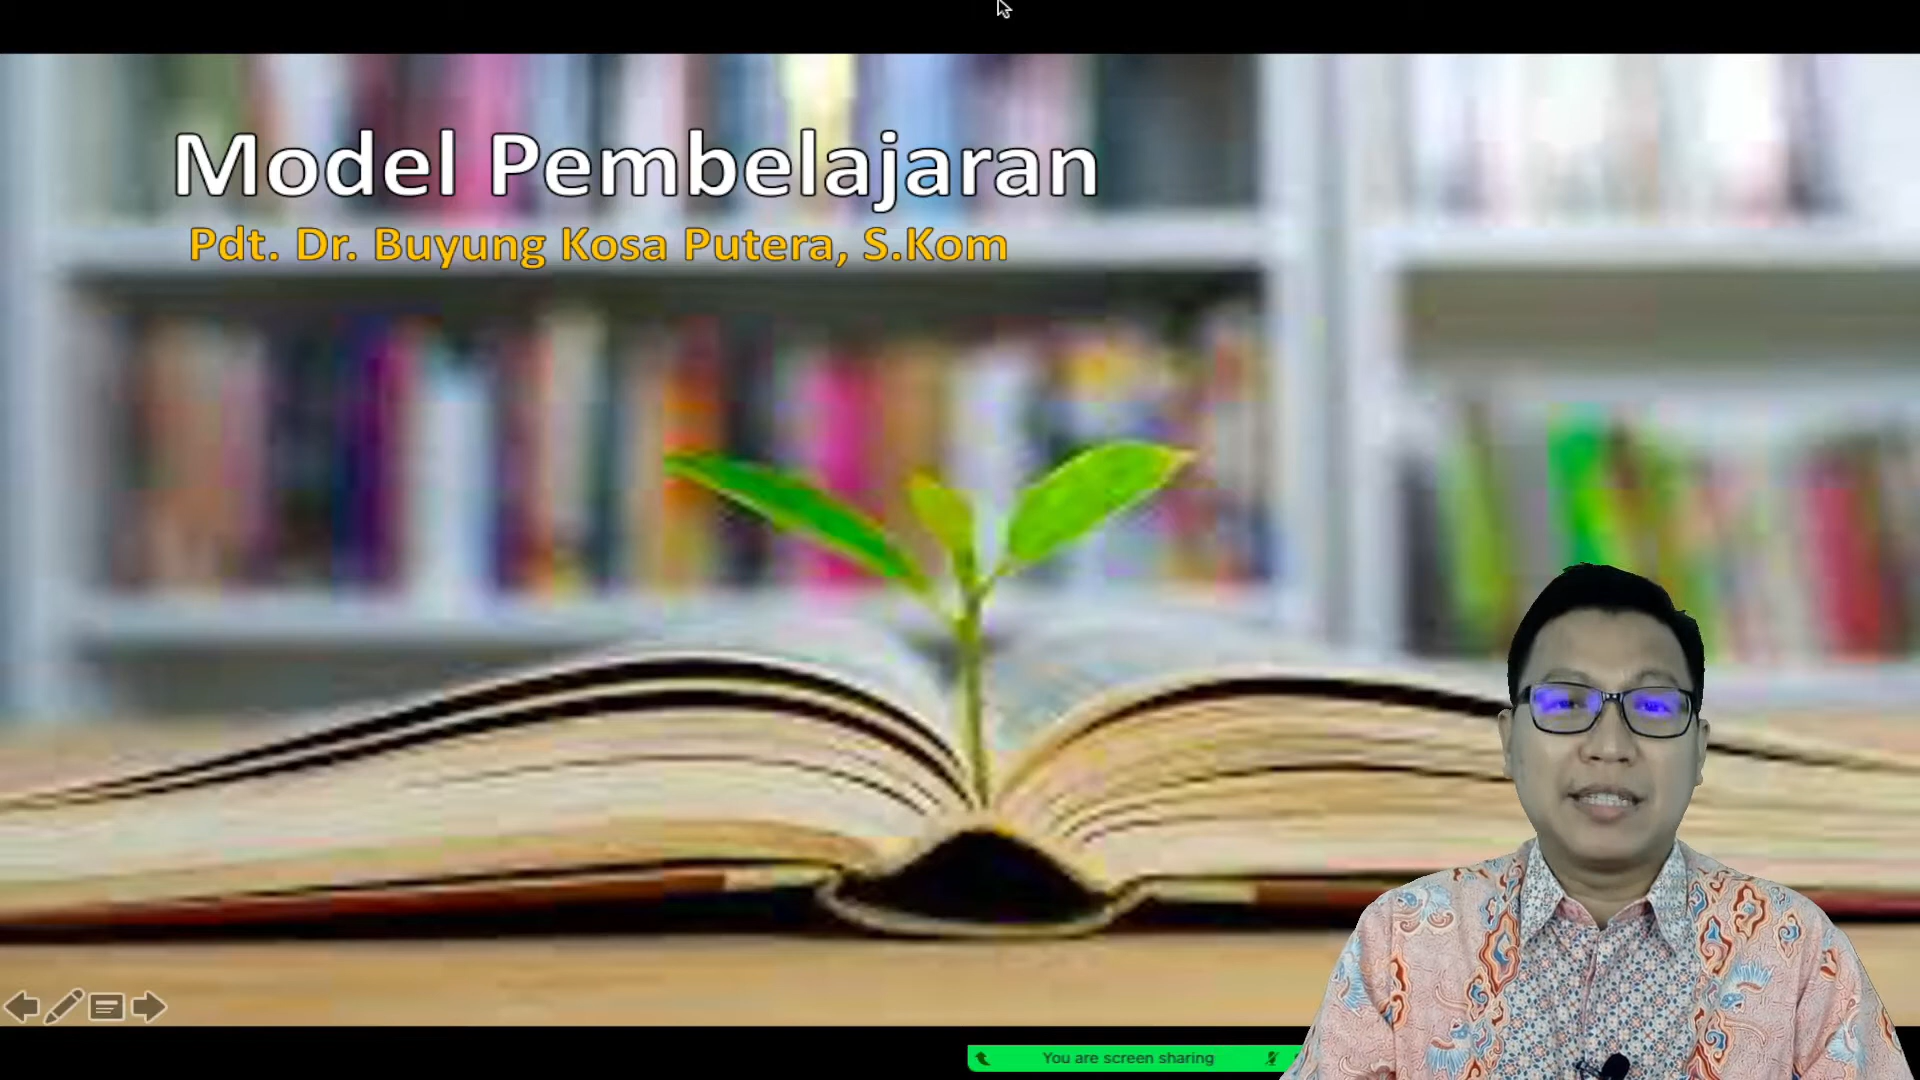 Model Pembelajaran
Pdt. Dr. Buyung Kosa Putera, S.Kom
You are screen sharing